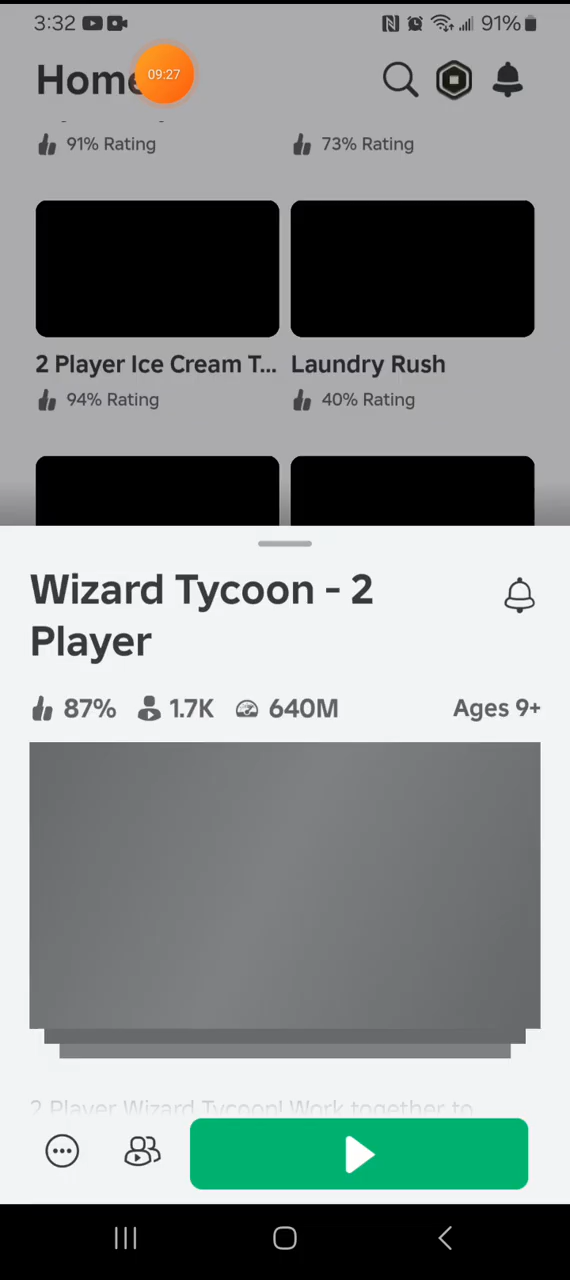 3:32
91%
Home
09:27
91% Rating
73% Rating
2 Player Ice Cream T...
Laundry Rush
94% Rating
40% Rating
Wizard Tycoon - 2
Player
87%
1.7K
640M
Ages 9+
2 Player Wizard Tycoon! Work together to